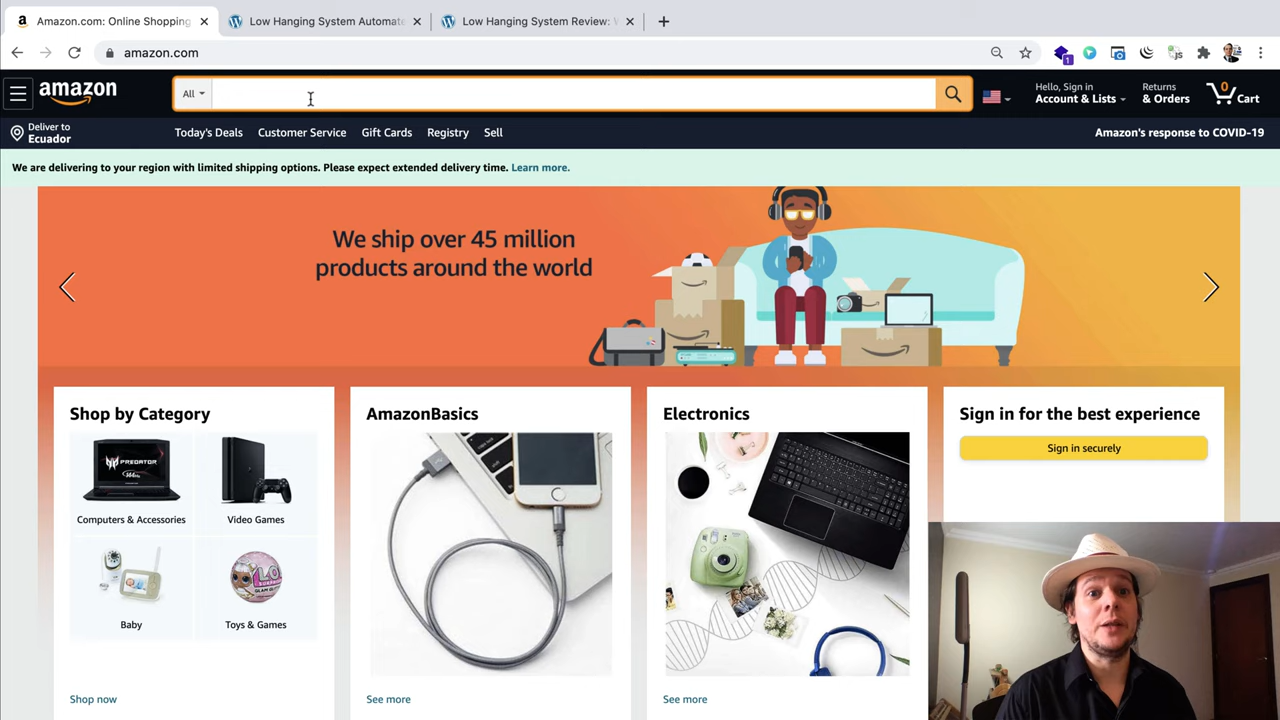 Amazon.com: Online Shopping
Low Hanging System Automate
Low Hanging System Review: W
amazon.com
1
amazon
All
Hello, Sign in
Account & Lists
Returns
& Orders
0
Cart
Deliver to
Ecuador
Today's Deals
Customer Service
Gift Cards
Registry
Sell
Amazon's response to COVID-19
We are delivering to your region with limited shipping options. Please expect extended delivery time. Learn more.
We ship over 45 million
products around the world
Shop by Category
PREDATOR
Computers & Accessories
Video Games
Baby
Toys & Games
Shop now
AmazonBasics
See more
Electronics
See more
Sign in for the best experience
Sign in securely